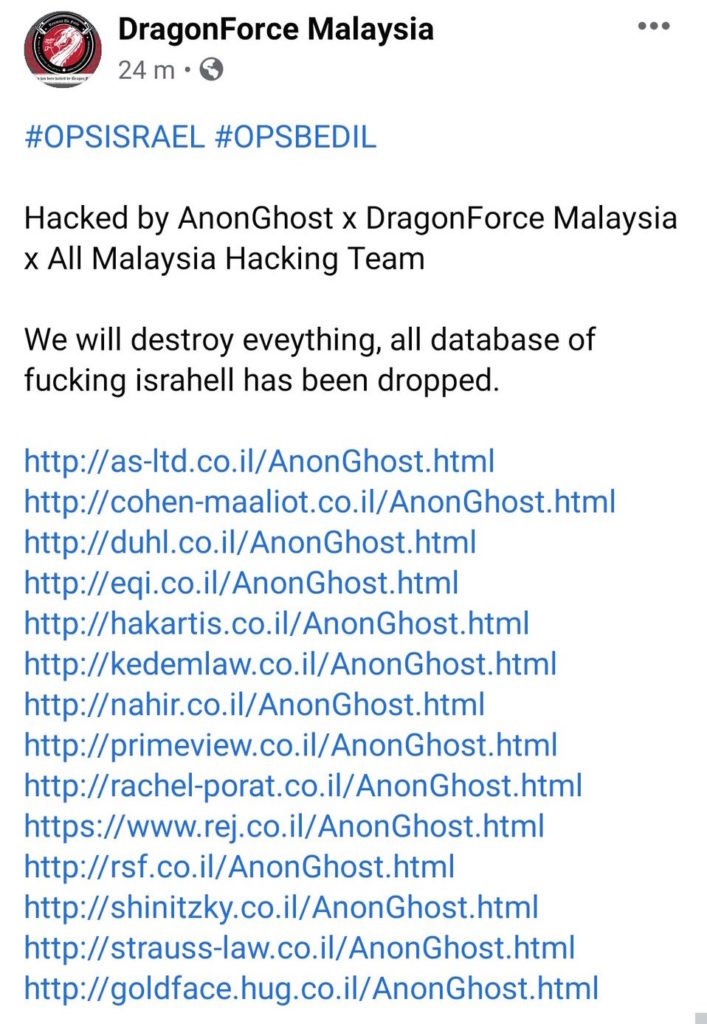 DragonForce Malaysia
24 m
#OPSISRAEL #OPSBEDIL
Hacked by AnonGhost x DragonForce Malaysia
x All Malaysia Hacking Team
We will destroy eveything, all database of
fucking israhell has been dropped.
http://as-ltd.co.il/AnonGhost.html
http://cohen-maaliot.co.il/AnonGhost.html
http://duhl.co.il/AnonGhost.html
http://eqi.co.il/AnonGhost.html
http://hakartis.co.il/AnonGhost.html
http://kedemlaw.co.il/AnonGhost.html
http://nahir.co.il/AnonGhost.html
http://primeview.co.il/AnonGhost.html
http://rachel-porat.co.il/AnonGhost.html
https://www.rej.co.il/AnonGhost.html
http://rsf.co.il/AnonGhost.html
http://shinitzky.co.il/AnonGhost.html
http://strauss-law.co.il/AnonGhost.html
http://goldface.hug.co.il/AnonGhost.html